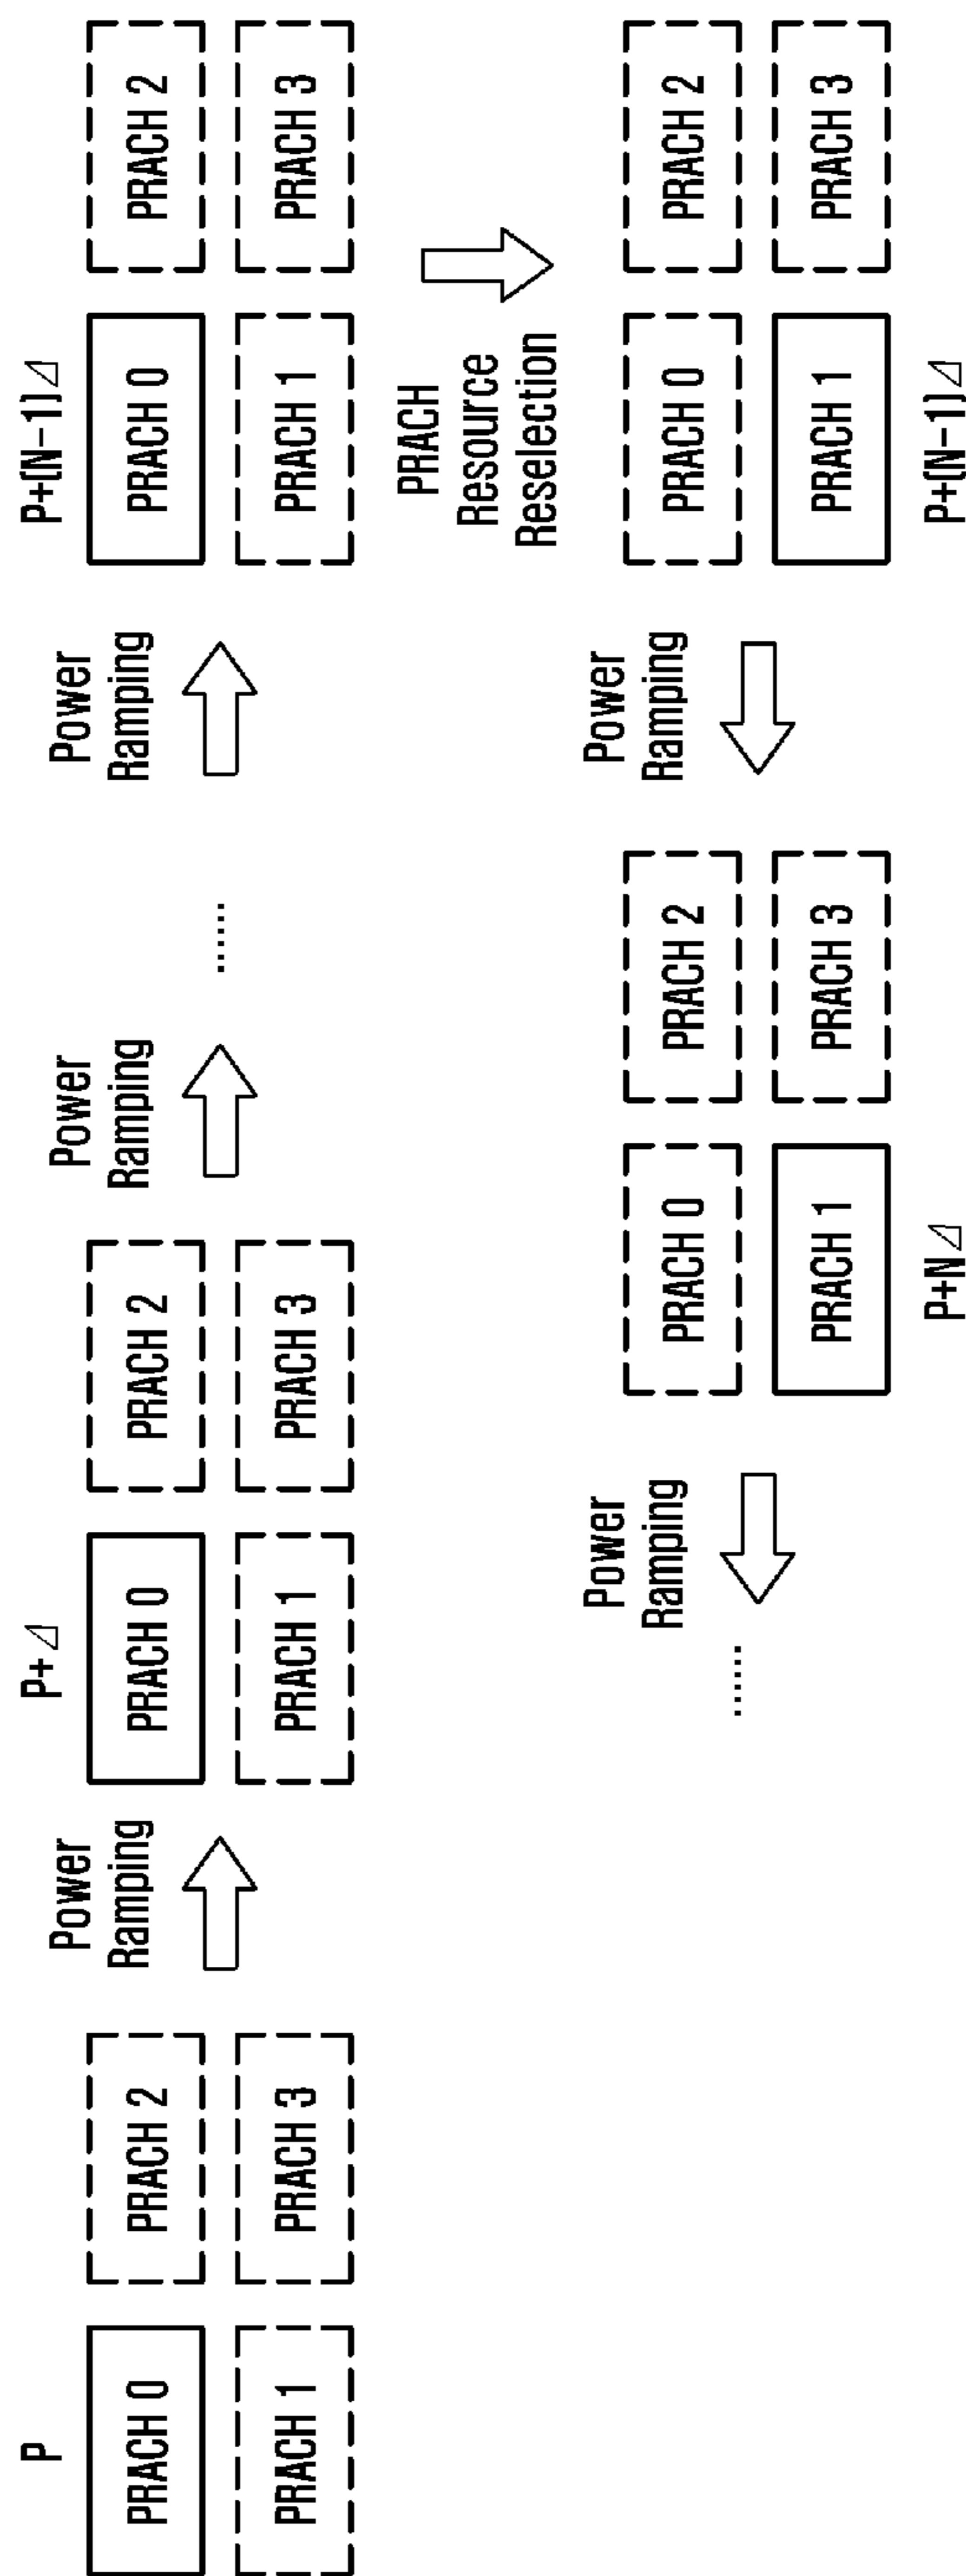 P
PRACH 0
PRACH 2
PRACH 1
PRACH 3
Power
Ramping
P+⊿
PRACH 0
PRACH 2
PRACH 1
PRACH 3
Power
Ramping
......
Power
Ramping
P+(N-1)⊿
PRACH 0
PRACH 2
PRACH 1
PRACH 3
PRACH
Resource
Reselection
PRACH 0
PRACH 2
PRACH 1
PRACH 3
P+(N-1)⊿
Power
Ramping
PRACH 0
PRACH 2
PRACH 1
PRACH 3
P+N⊿
Power
Ramping
......